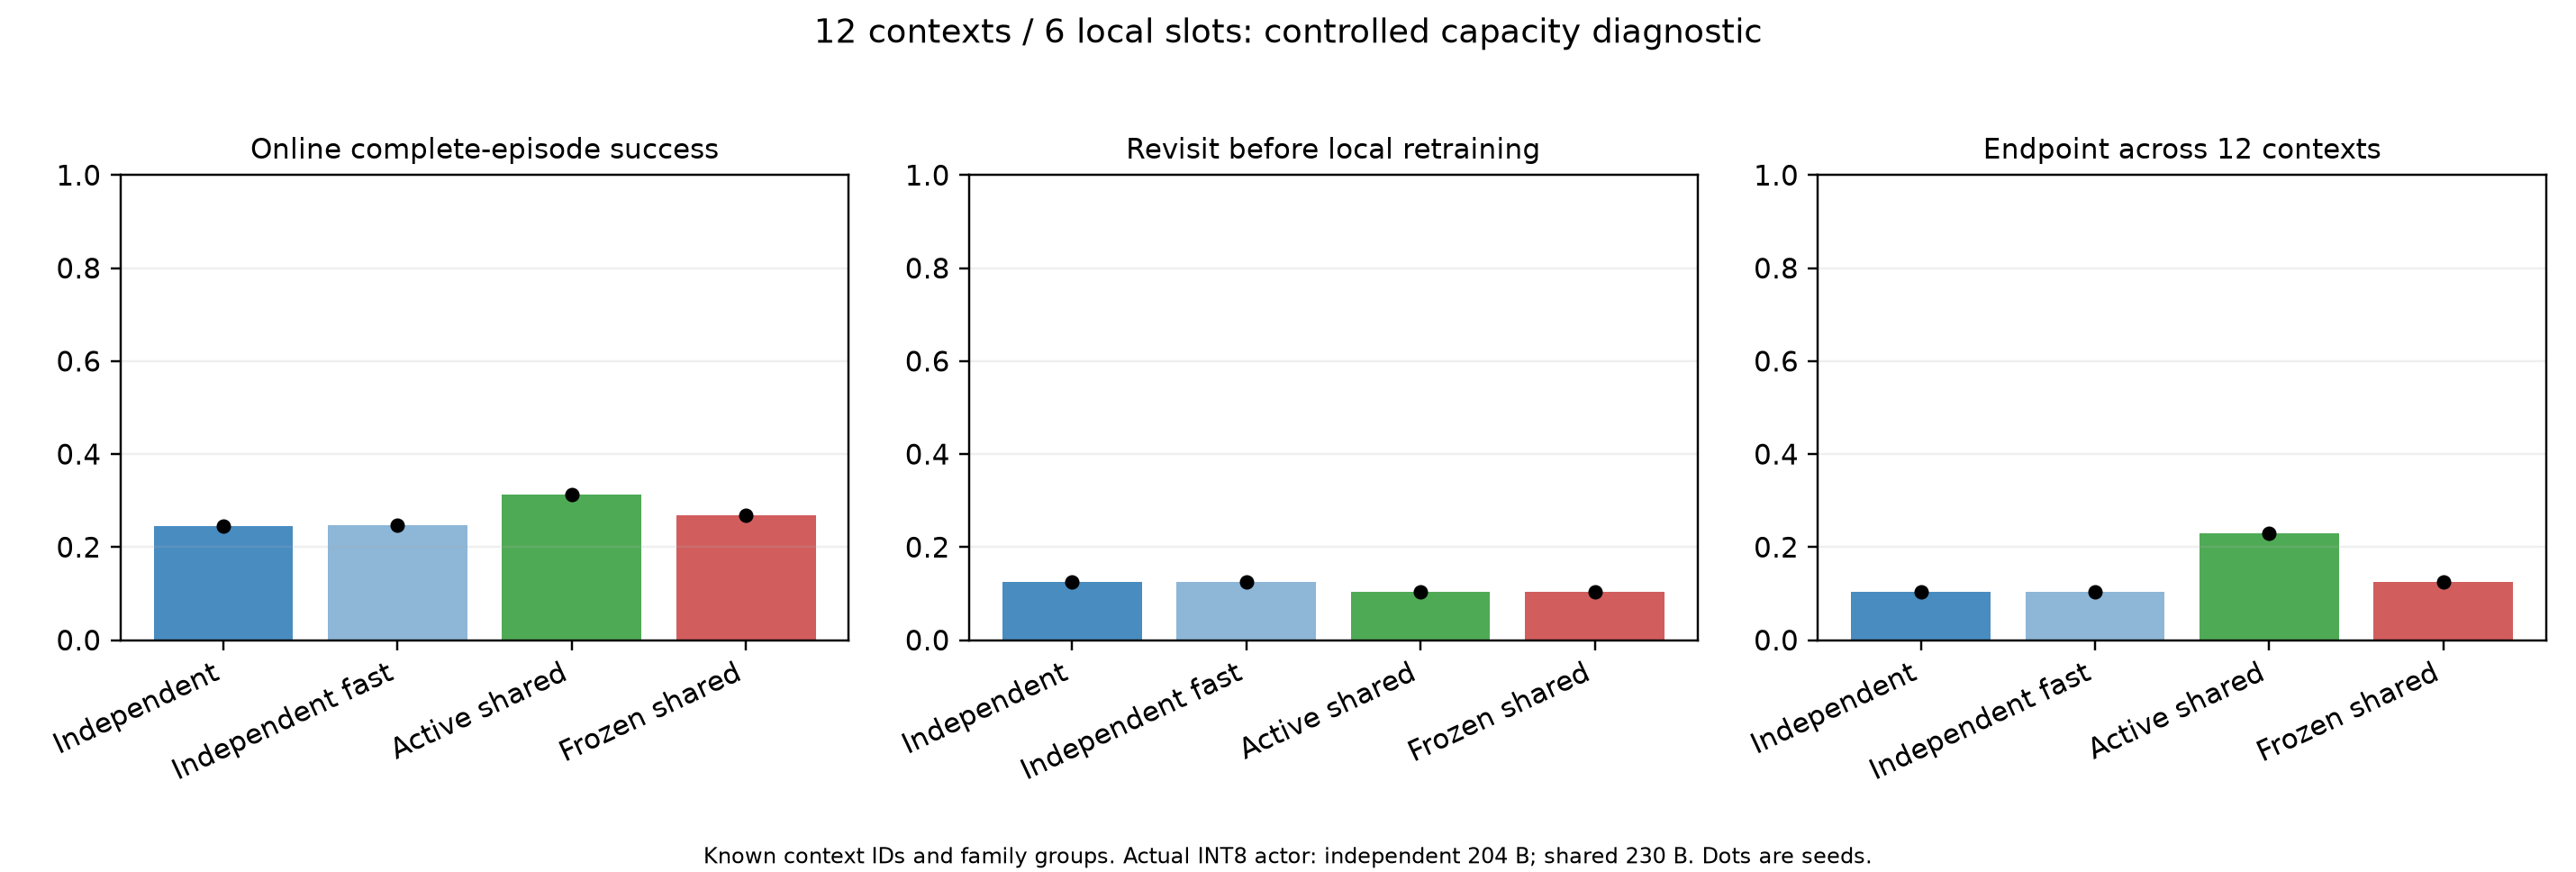 12 contexts / 6 local slots: controlled capacity diagnostic
Online complete-episode success
1.0
0.8
0.6
0.4
0.2
0.0
Independent
Independent fast
Active shared
Frozen shared
Revisit before local retraining
1.0
0.8
0.6
0.4
0.2
0.0
Independent
Independent fast
Active shared
Frozen shared
Endpoint across 12 contexts
1.0
0.8
0.6
0.4
0.2
0.0
Independent
Independent fast
Active shared
Frozen shared
Known context IDs and family groups. Actual INT8 actor: independent 204 B; shared 230 B. Dots are seeds.